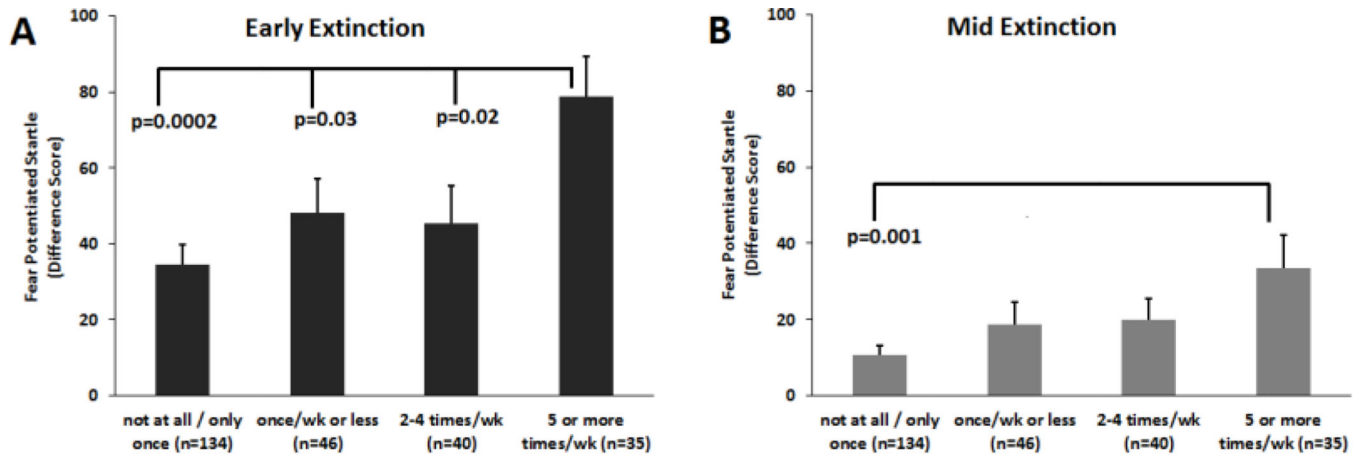 A
Early Extinction
Fear Potentiated Startle
(Difference Score)
100
80
60
40
20
0
p=0.0002
p=0.03
p=0.02
not at all / only
once (n=134)
once/wk or less
(n=46)
2-4 times/wk
(n=40)
5 or more
times/wk (n=35)
B
Mid Extinction
Fear Potentiated Startle
(Difference Score)
100
80
60
40
20
0
p=0.001
not at all / only
once (n=134)
once/wk or less
(n=46)
2-4 times/wk
(n=40)
5 or more
times/wk (n=35)